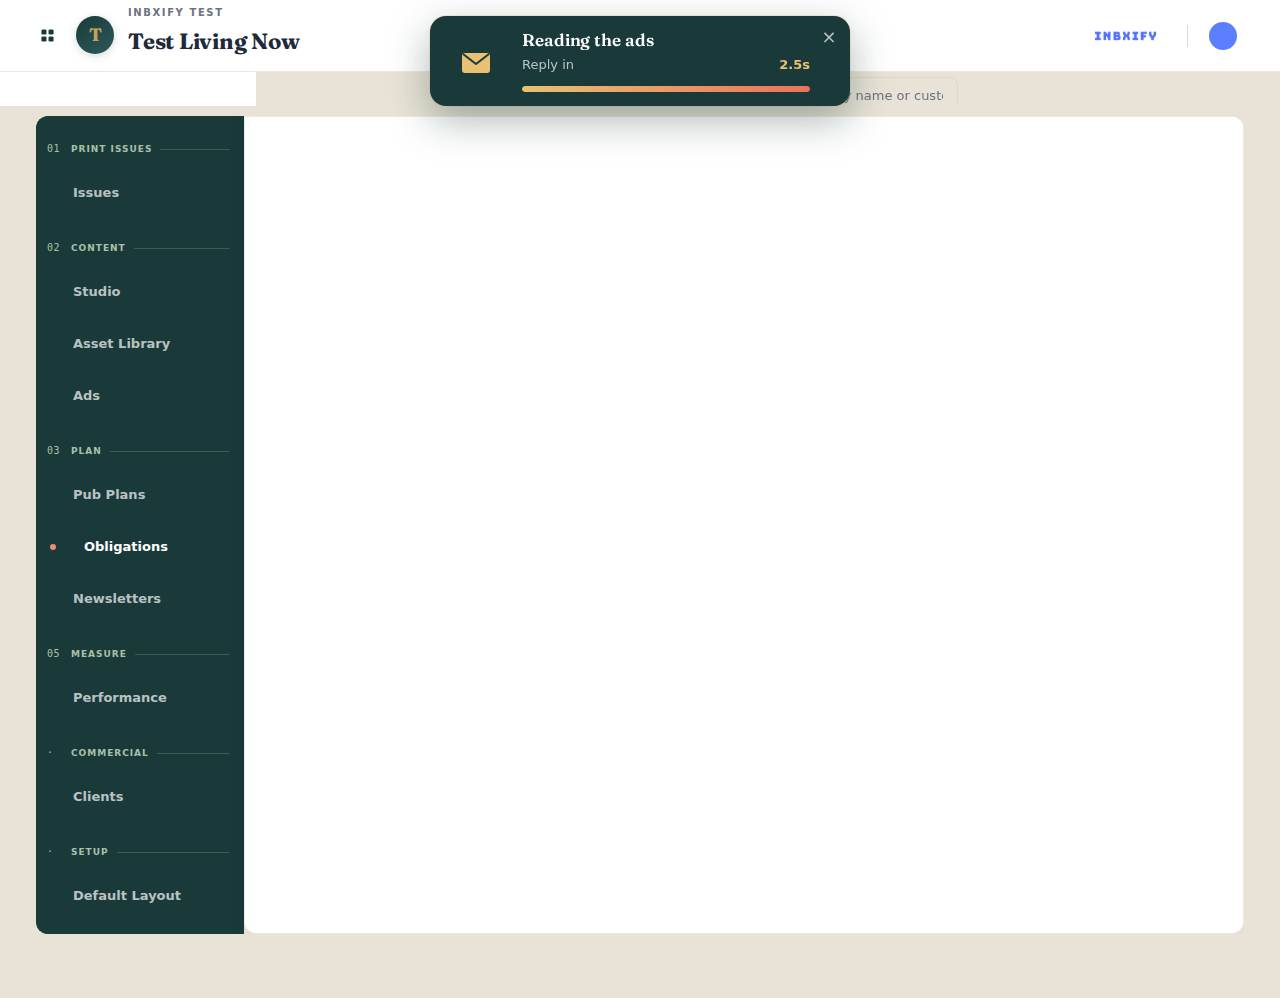 INBXIFY TEST
T
Test Living Now
Reading the ads
Reply in
2.5s
×
INBXIFY
name or cust
01 PRINT ISSUES
Issues
02 CONTENT
Studio
Asset Library
Ads
03 PLAN
Pub Plans
Obligations
Newsletters
05 MEASURE
Performance
· COMMERCIAL
Clients
· SETUP
Default Layout